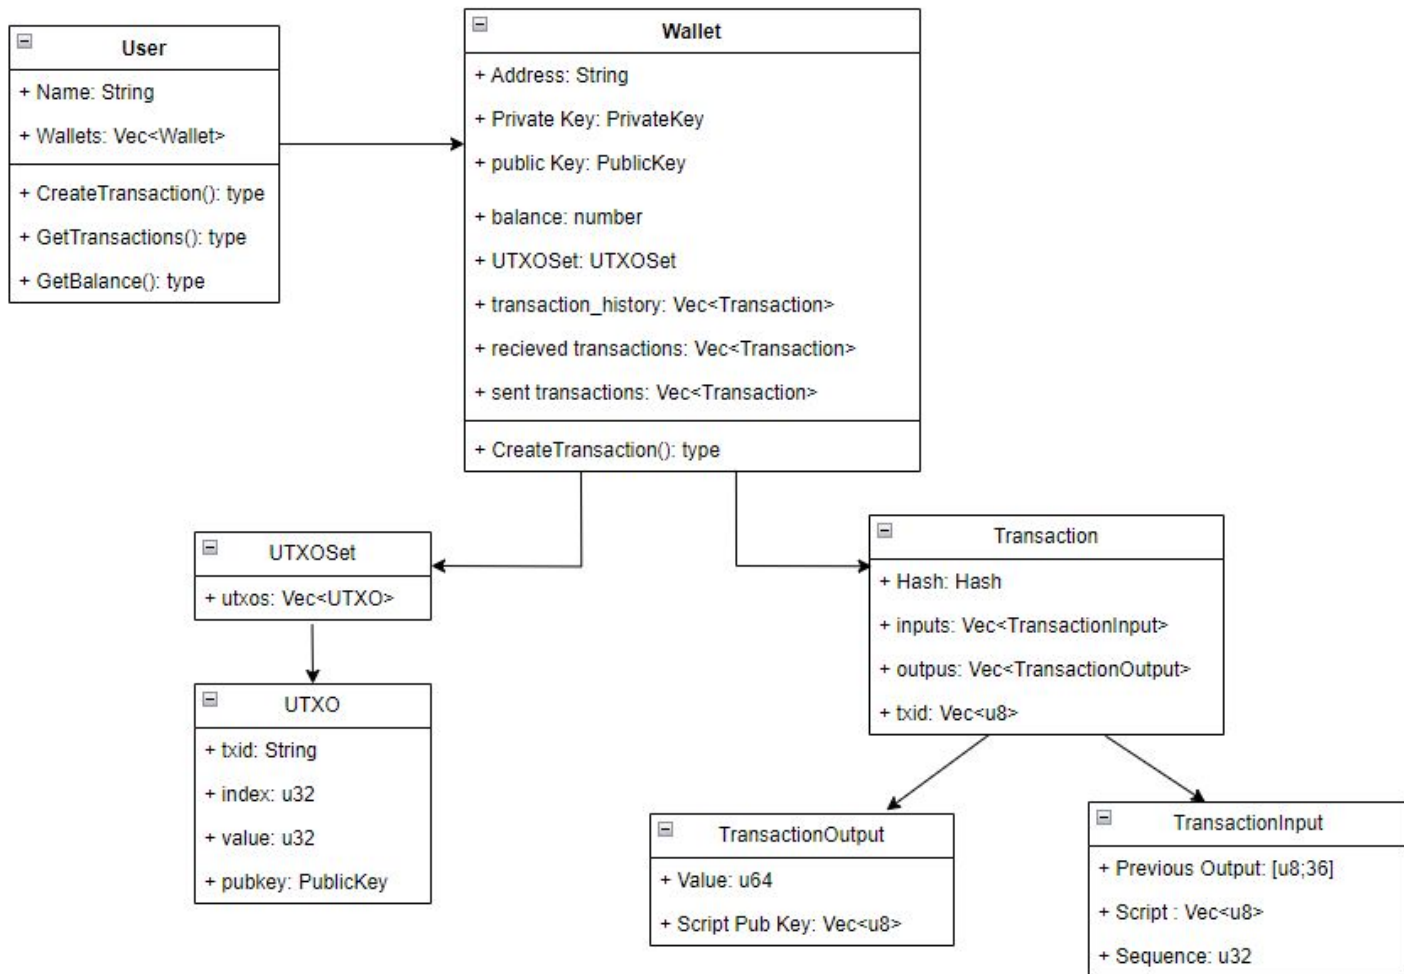 User
+ Name: String
+ Wallets: Vec<Wallet>
+ CreateTransaction(): type
+ GetTransactions(): type
+ GetBalance(): type
Wallet
+ Address: String
+ Private Key: PrivateKey
+ public Key: PublicKey
+ balance: number
+ UTXOSet: UTXOSet
+ transaction_history: Vec<Transaction>
+ recieved transactions: Vec<Transaction>
+ sent transactions: Vec<Transaction>
+ CreateTransaction(): type
UTXOSet
+ utxos: Vec<UTXO>
UTXO
+ txid: String
+ index: u32
+ value: u32
+ pubkey: PublicKey
Transaction
+ Hash: Hash
+ inputs: Vec<TransactionInput>
+ outpus: Vec<TransactionOutput>
+ txid: Vec<u8>
TransactionOutput
+ Value: u64
+ Script Pub Key: Vec<u8>
TransactionInput
+ Previous Output: [u8;36]
+ Script : Vec<u8>
+ Sequence: u32